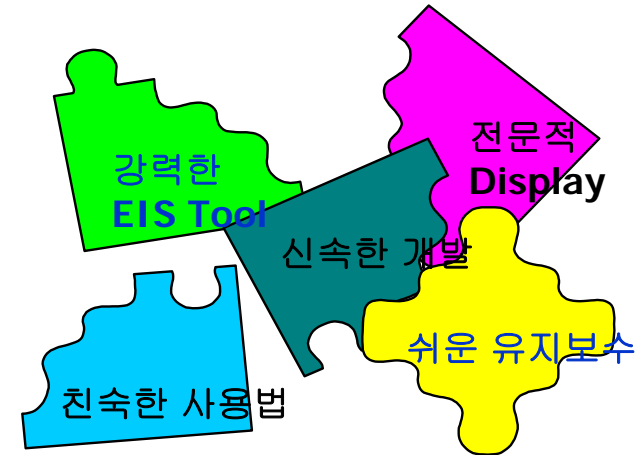 강력한
EIS Tool
전문적
Display
신속한 개발
쉬운 유지보수
친숙한 사용법